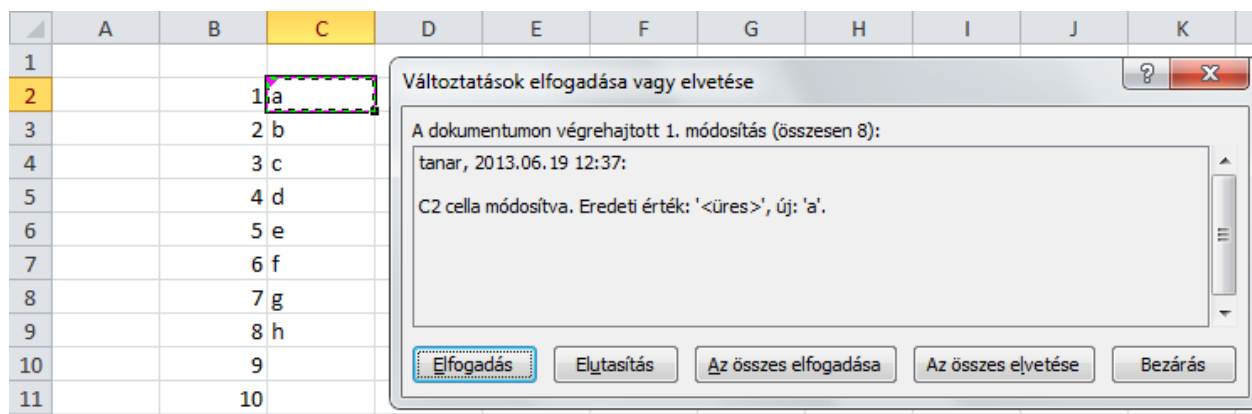 A B C D E F G H I J K
1
2 1 a
3 2 b
4 3 c
5 4 d
6 5 e
7 6 f
8 7 g
9 8 h
10 9
11 10
Változtatások elfogadása vagy elvetése
A dokumentumon végrehajtott 1. módosítás (összesen 8):
tanar, 2013.06.19 12:37:
C2 cella módosítva. Eredeti érték: '<üres>', új: 'a'.
Elfogadás Elutasítás Az összes elfogadása Az összes elvetése Bezárás